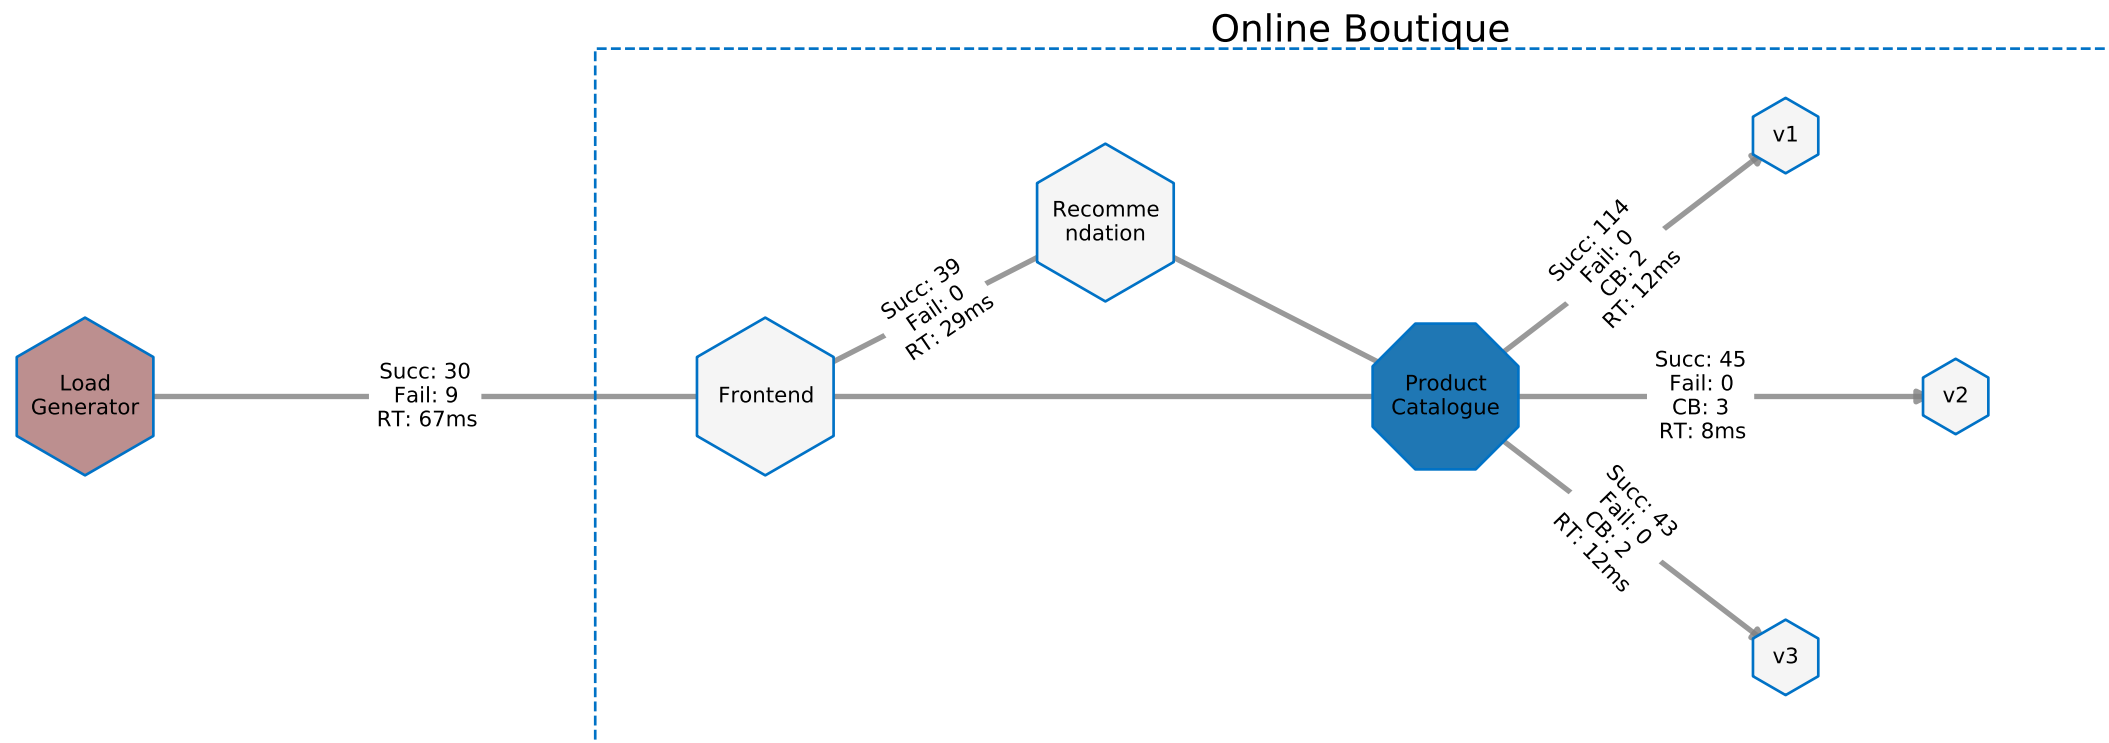 Online Boutique
Load
Generator
Succ: 30
Fail: 9
RT: 67ms
Frontend
Succ: 39
Fail: 0
RT: 29ms
Recomme
ndation
Product
Catalogue
Succ: 114
Fail: 0
CB: 2
RT: 12ms
v1
Succ: 45
Fail: 0
CB: 3
RT: 8ms
v2
Succ: 43
Fail: 0
CB: 2
RT: 12ms
v3